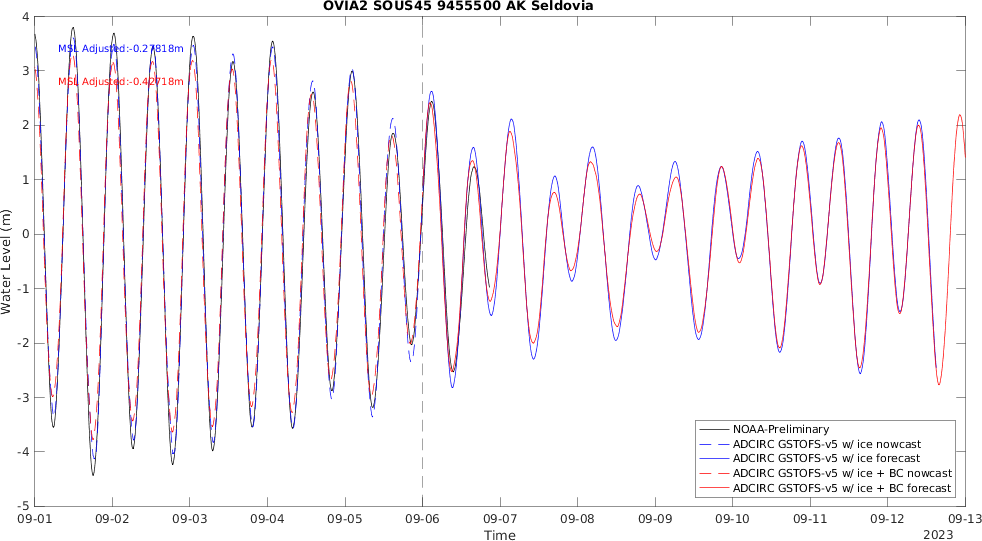 OVIA2 SOUS45 9455500 AK Seldovia
4
3
2
1
0
-1
-2
-3
-4
-5
Water Level (m)
MSL Adjusted:-0.27818m
MSL Adjusted:-0.42718m
NOAA-Preliminary
ADCIRC GSTOFS-v5 w/ ice nowcast
ADCIRC GSTOFS-v5 w/ ice forecast
ADCIRC GSTOFS-v5 w/ ice + BC nowcast
ADCIRC GSTOFS-v5 w/ ice + BC forecast
09-01 09-02 09-03 09-04 09-05 09-06 09-07 09-08 09-09 09-10 09-11 09-12 09-13
Time
2023